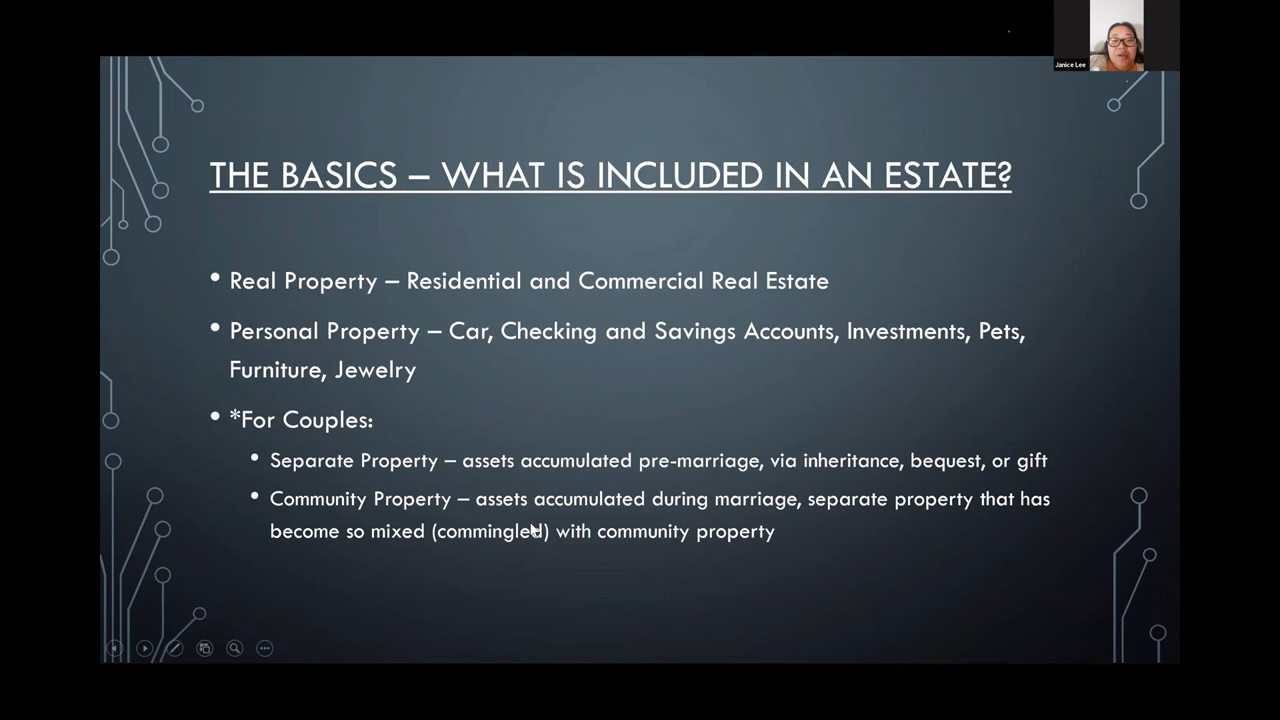 Janice Lee
THE BASICS – WHAT IS INCLUDED IN AN ESTATE?
• Real Property – Residential and Commercial Real Estate
• Personal Property – Car, Checking and Savings Accounts, Investments, Pets,
Furniture, Jewelry
• *For Couples:
• Separate Property – assets accumulated pre-marriage, via inheritance, bequest, or gift
• Community Property – assets accumulated during marriage, separate property that has
become so mixed (commingled) with community property